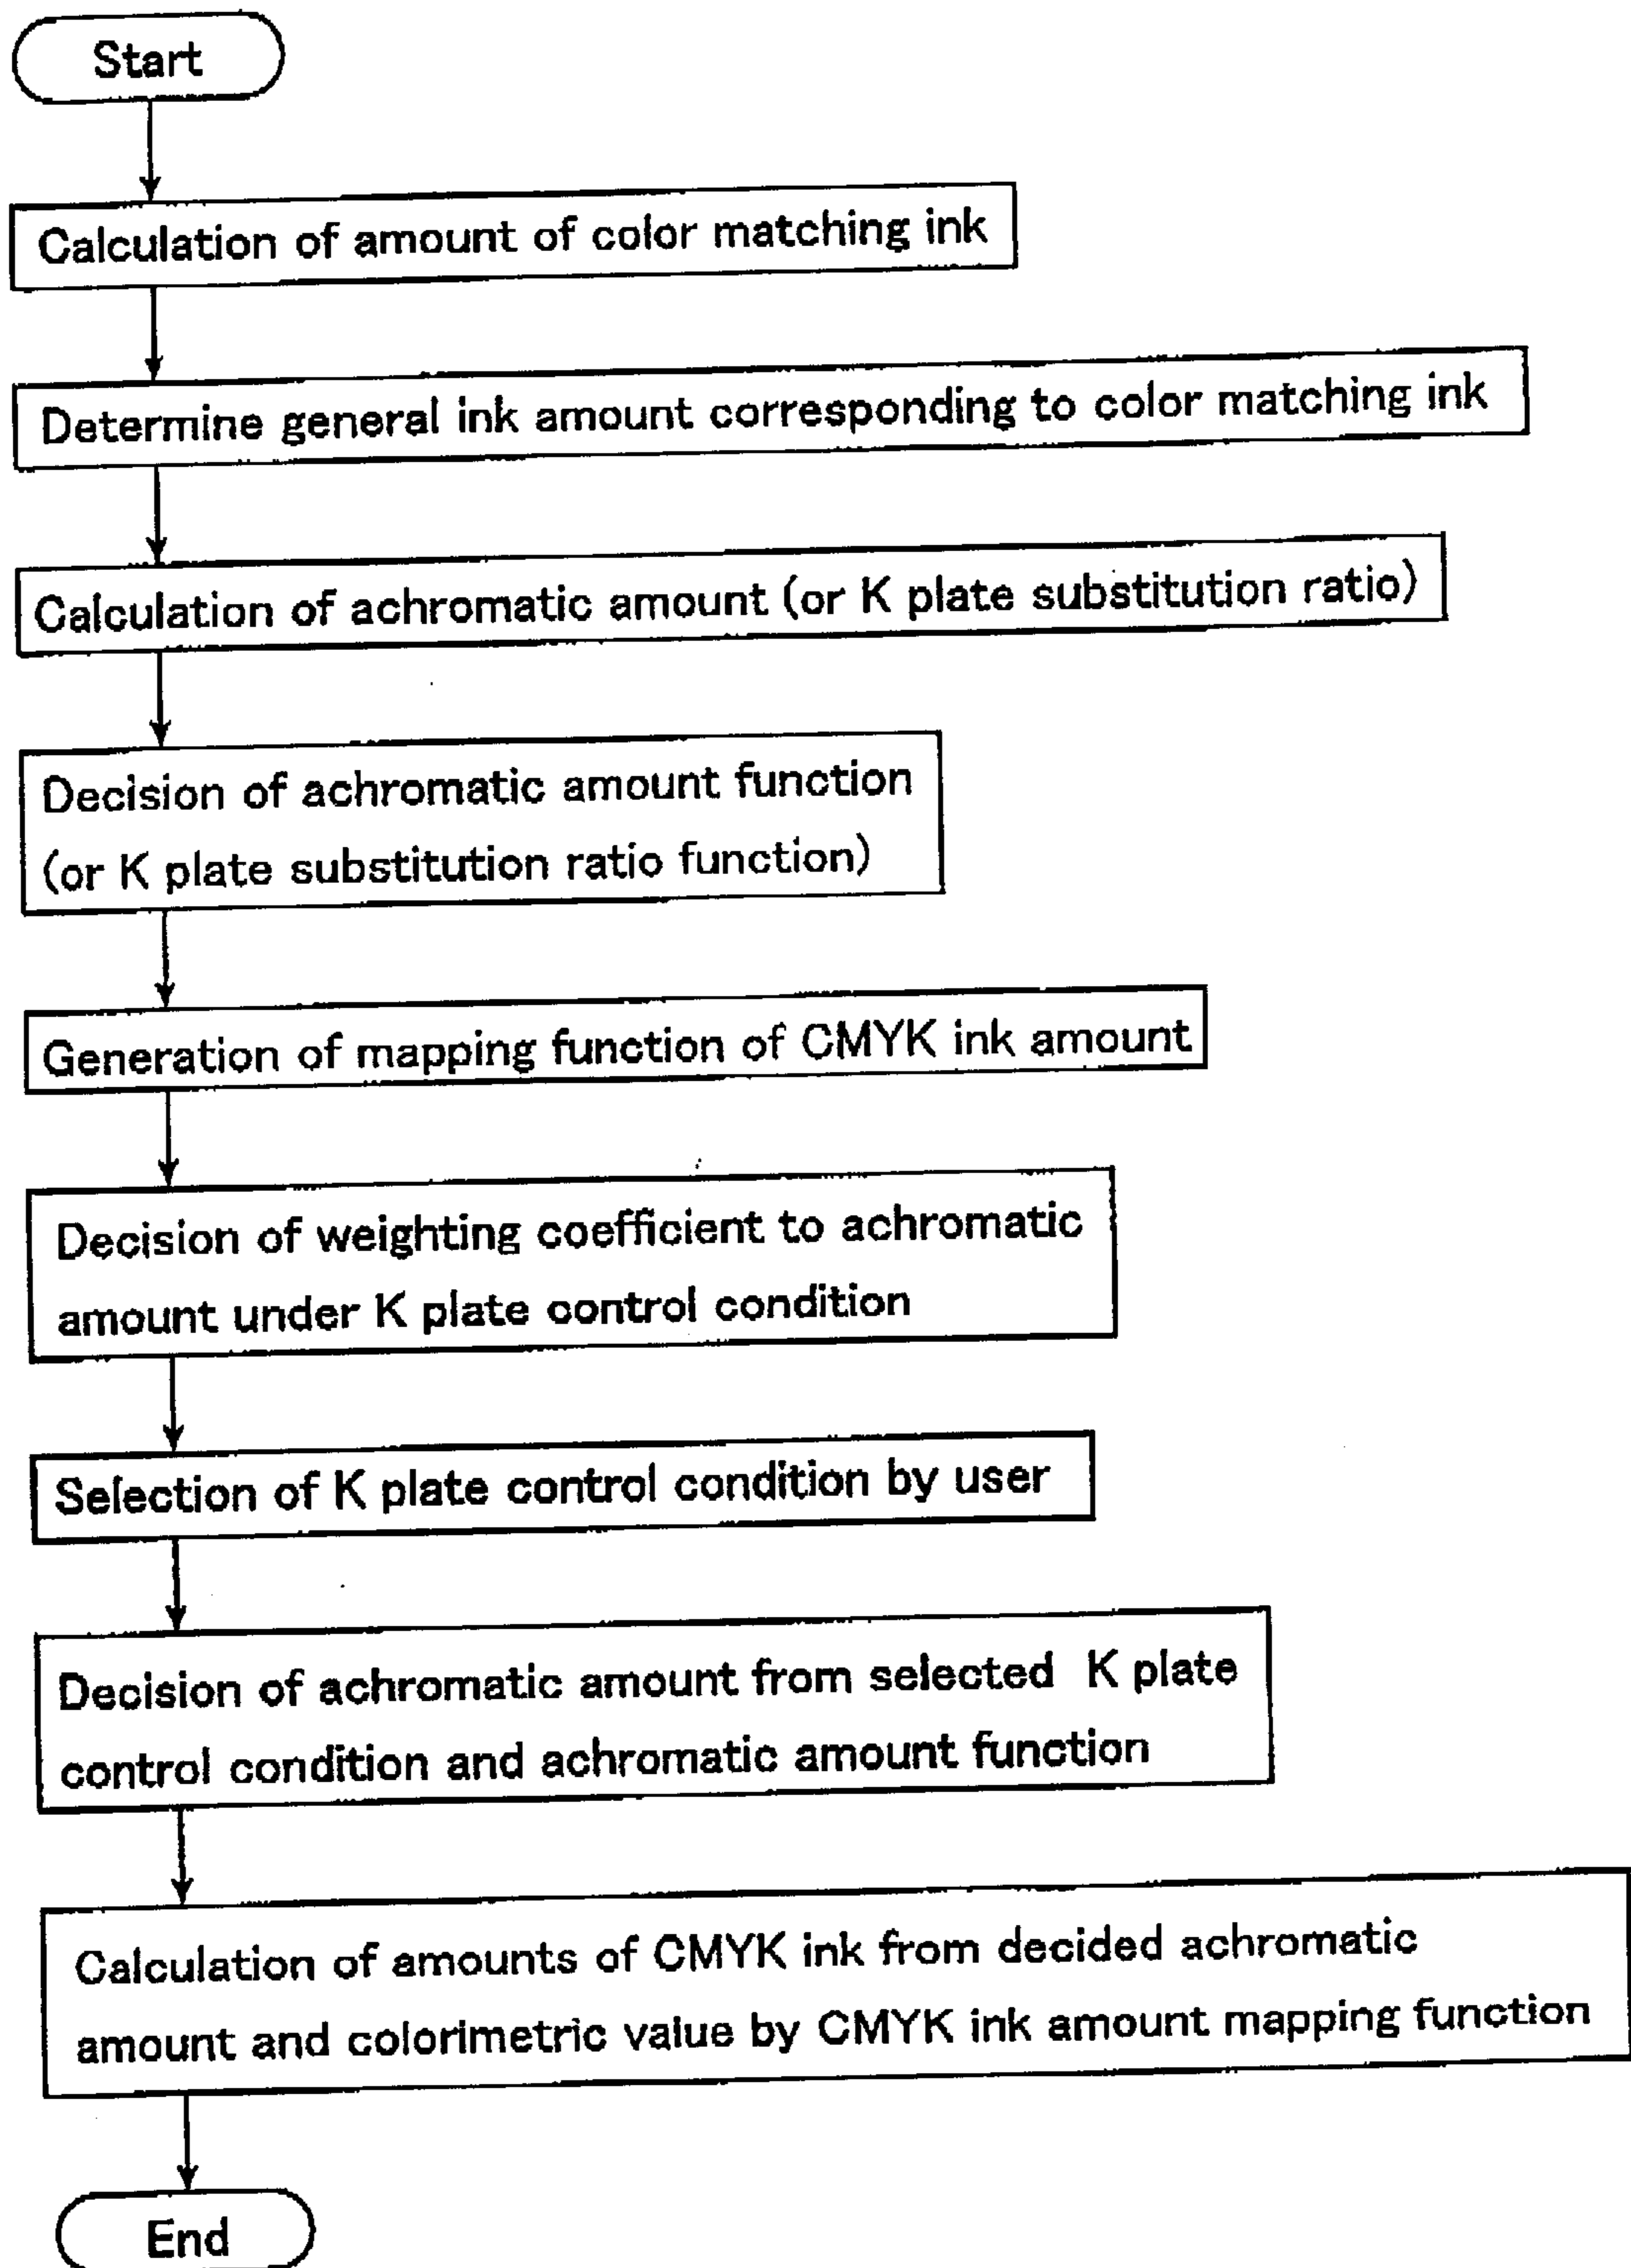 Start
Calculation of amount of color matching ink
Determine general ink amount corresponding to color matching ink
Calculation of achromatic amount (or K plate substitution ratio)
Decision of achromatic amount function
(or K plate substitution ratio function)
Generation of mapping function of CMYK ink amount
Decision of weighting coefficient to achromatic
amount under K plate control condition
Selection of K plate control condition by user
Decision of achromatic amount from selected K plate
control condition and achromatic amount function
Calculation of amounts of CMYK ink from decided achromatic
amount and colorimetric value by CMYK ink amount mapping function
End